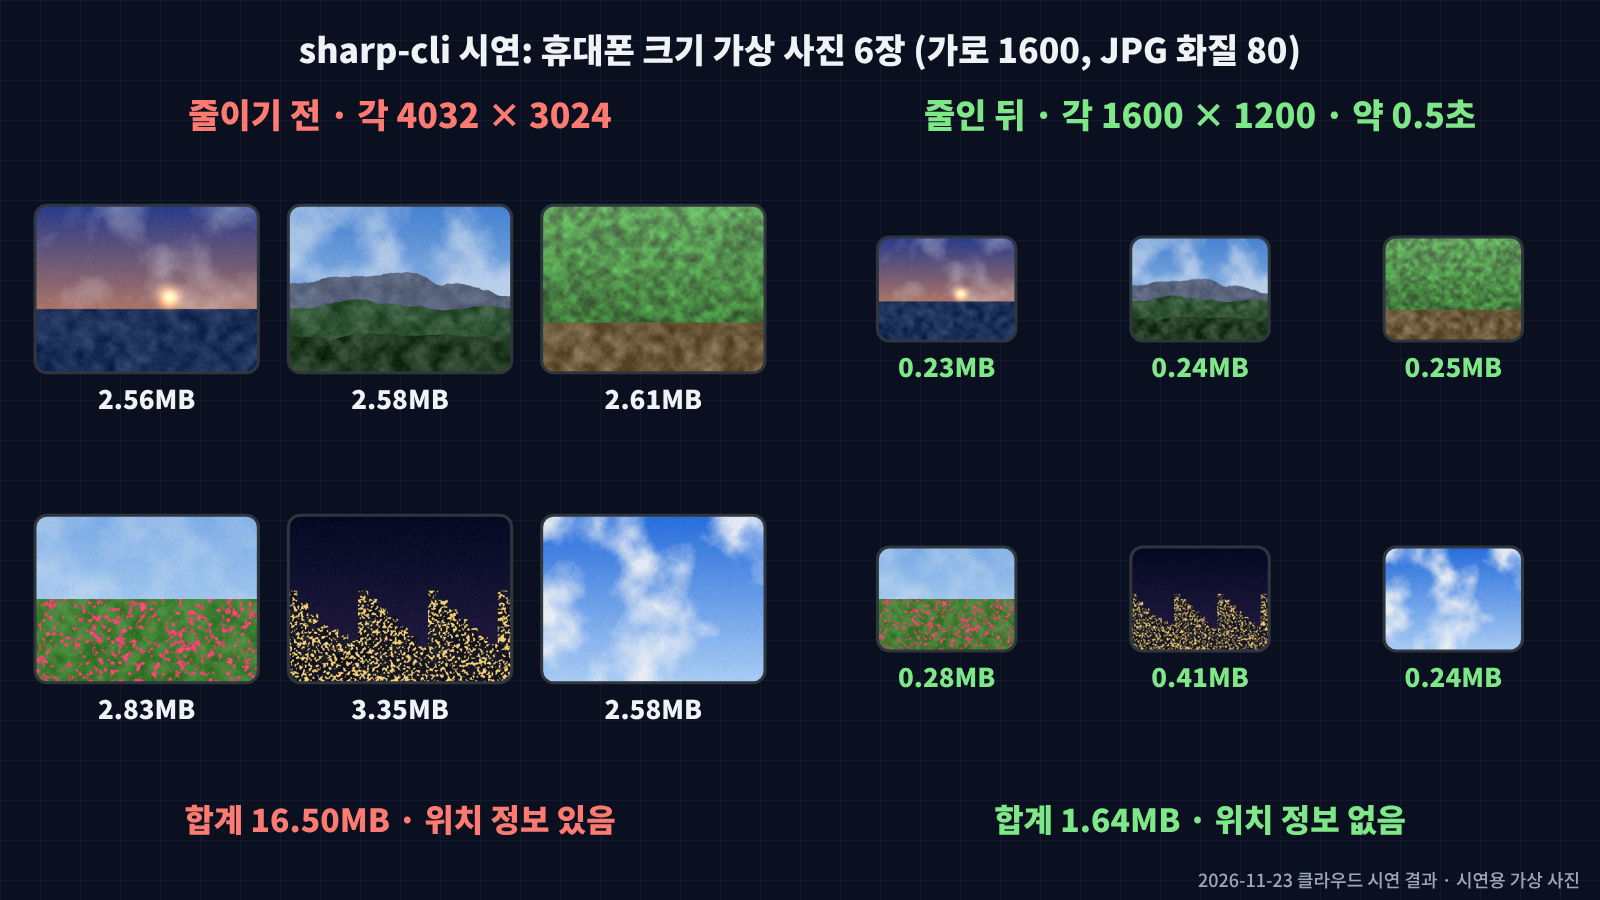 sharp-cli 시연: 휴대폰 크기 가상 사진 6장 (가로 1600, JPG 화질 80)
줄이기 전 · 각 4032 × 3024
줄인 뒤 · 각 1600 × 1200 · 약 0.5초
2.56MB
2.58MB
2.61MB
0.23MB
0.24MB
0.25MB
2.83MB
3.35MB
2.58MB
0.28MB
0.41MB
0.24MB
합계 16.50MB · 위치 정보 있음
합계 1.64MB · 위치 정보 없음
2026-11-23 클라우드 시연 결과 · 시연용 가상 사진